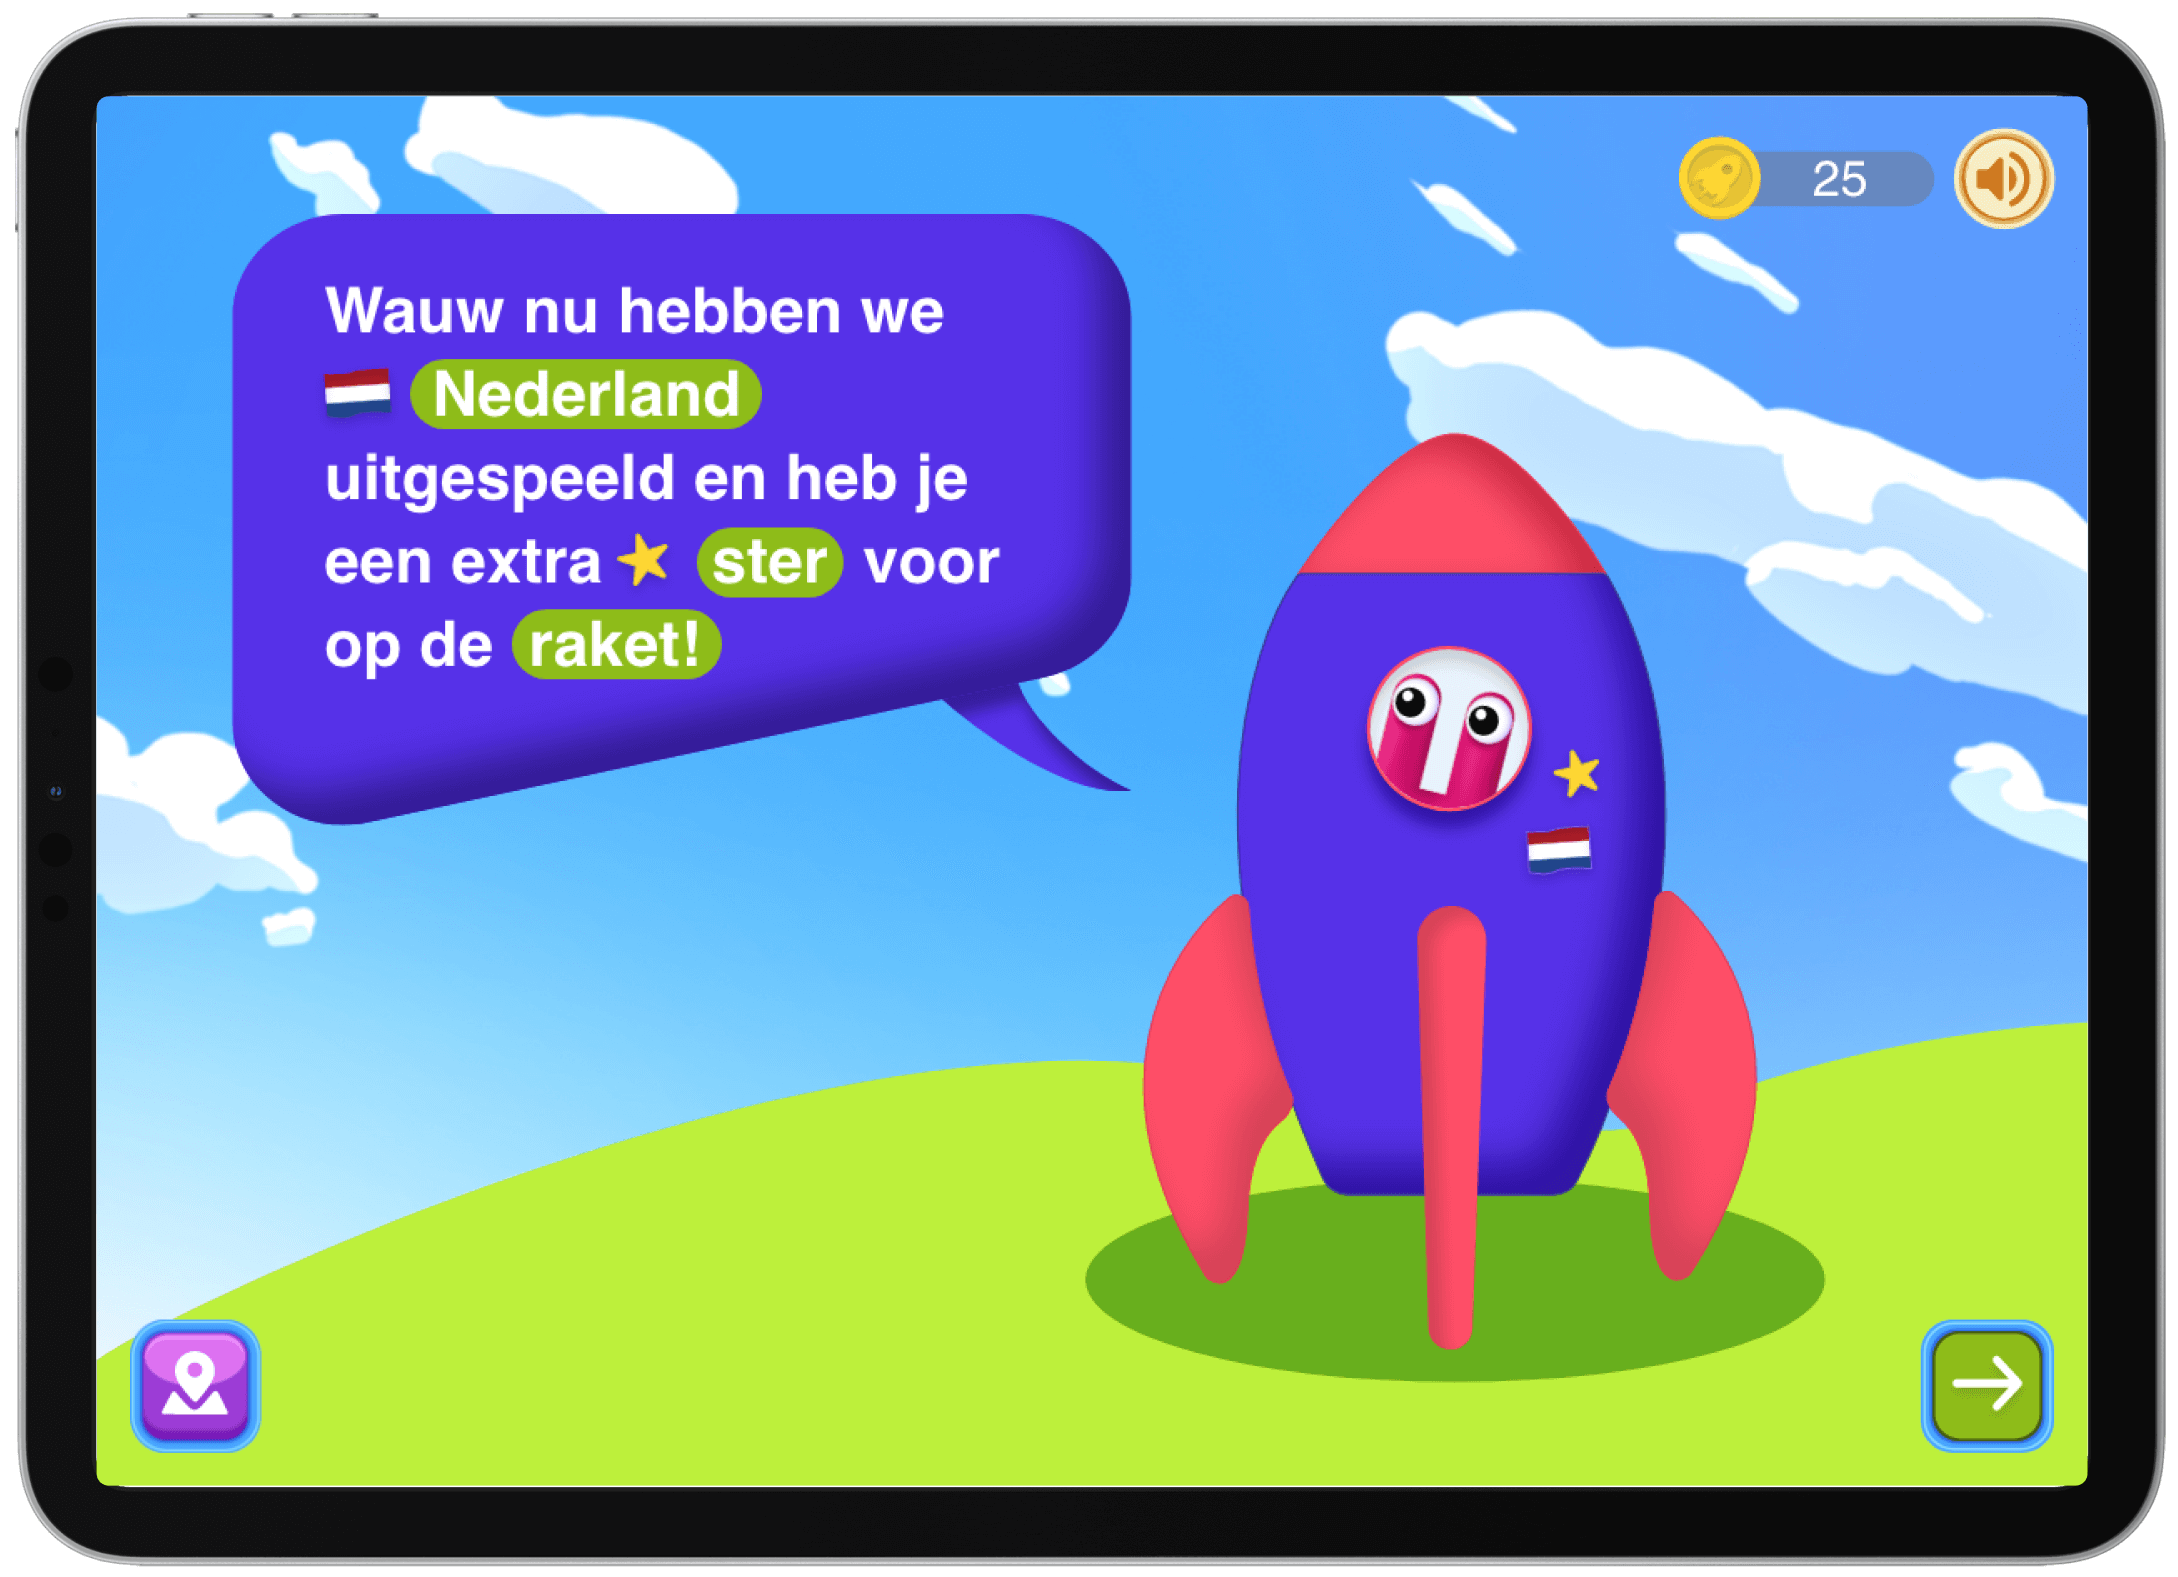 25
Wauw nu hebben we
Nederland
uitgespeeld en heb je
een extra ster voor
op de raket!